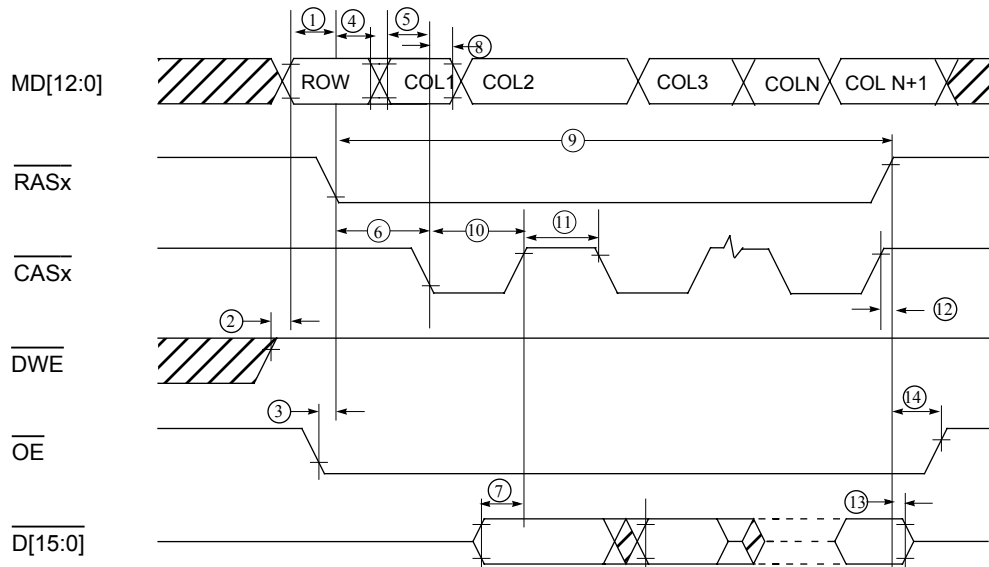 ① ④ ⑤
⑧
MD[12:0] ROW COL1 COL2 COL3 COLN COL N+1
⑨
RASx
⑥ ⑩ ⑪
CASx
② ⑫
DWE
③ ⑭
OE
⑦ ⑬
D[15:0]